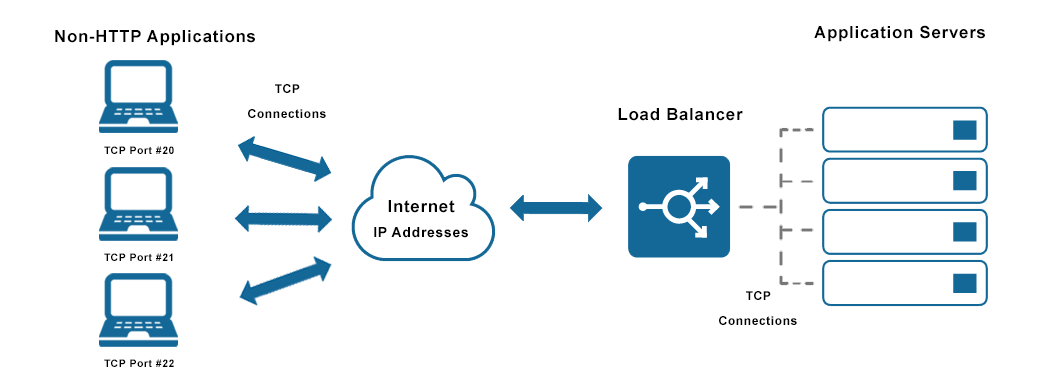 Non-HTTP Applications
TCP Port #20
TCP Port #21
TCP Port #22
TCP
Connections
Internet
IP Addresses
Load Balancer
Application Servers
TCP
Connections